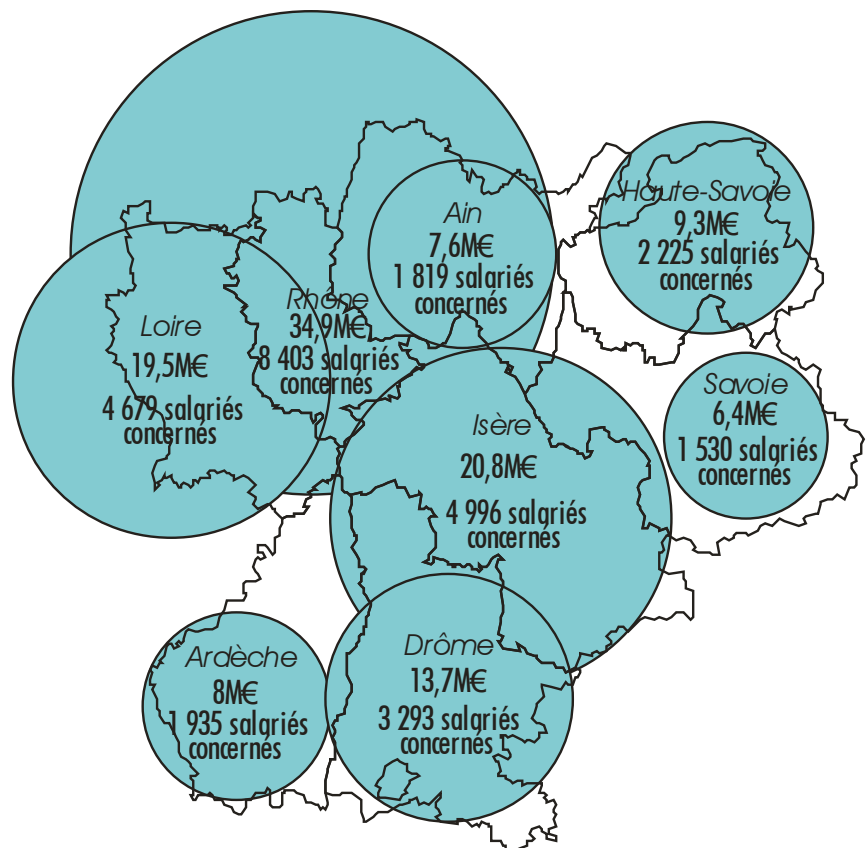 Haute-Savoie
9,3M€
2 225 salariés
concernés
Ain
7,6M€
1 819 salariés
concernés
Rhône
34,9M€
8 403 salariés
concernés
Loire
19,5M€
4 679 salariés
concernés
Savoie
6,4M€
1 530 salariés
concernés
Isère
20,8M€
4 996 salariés
concernés
Ardèche
8M€
1 935 salariés
concernés
Drôme
13,7M€
3 293 salariés
concernés